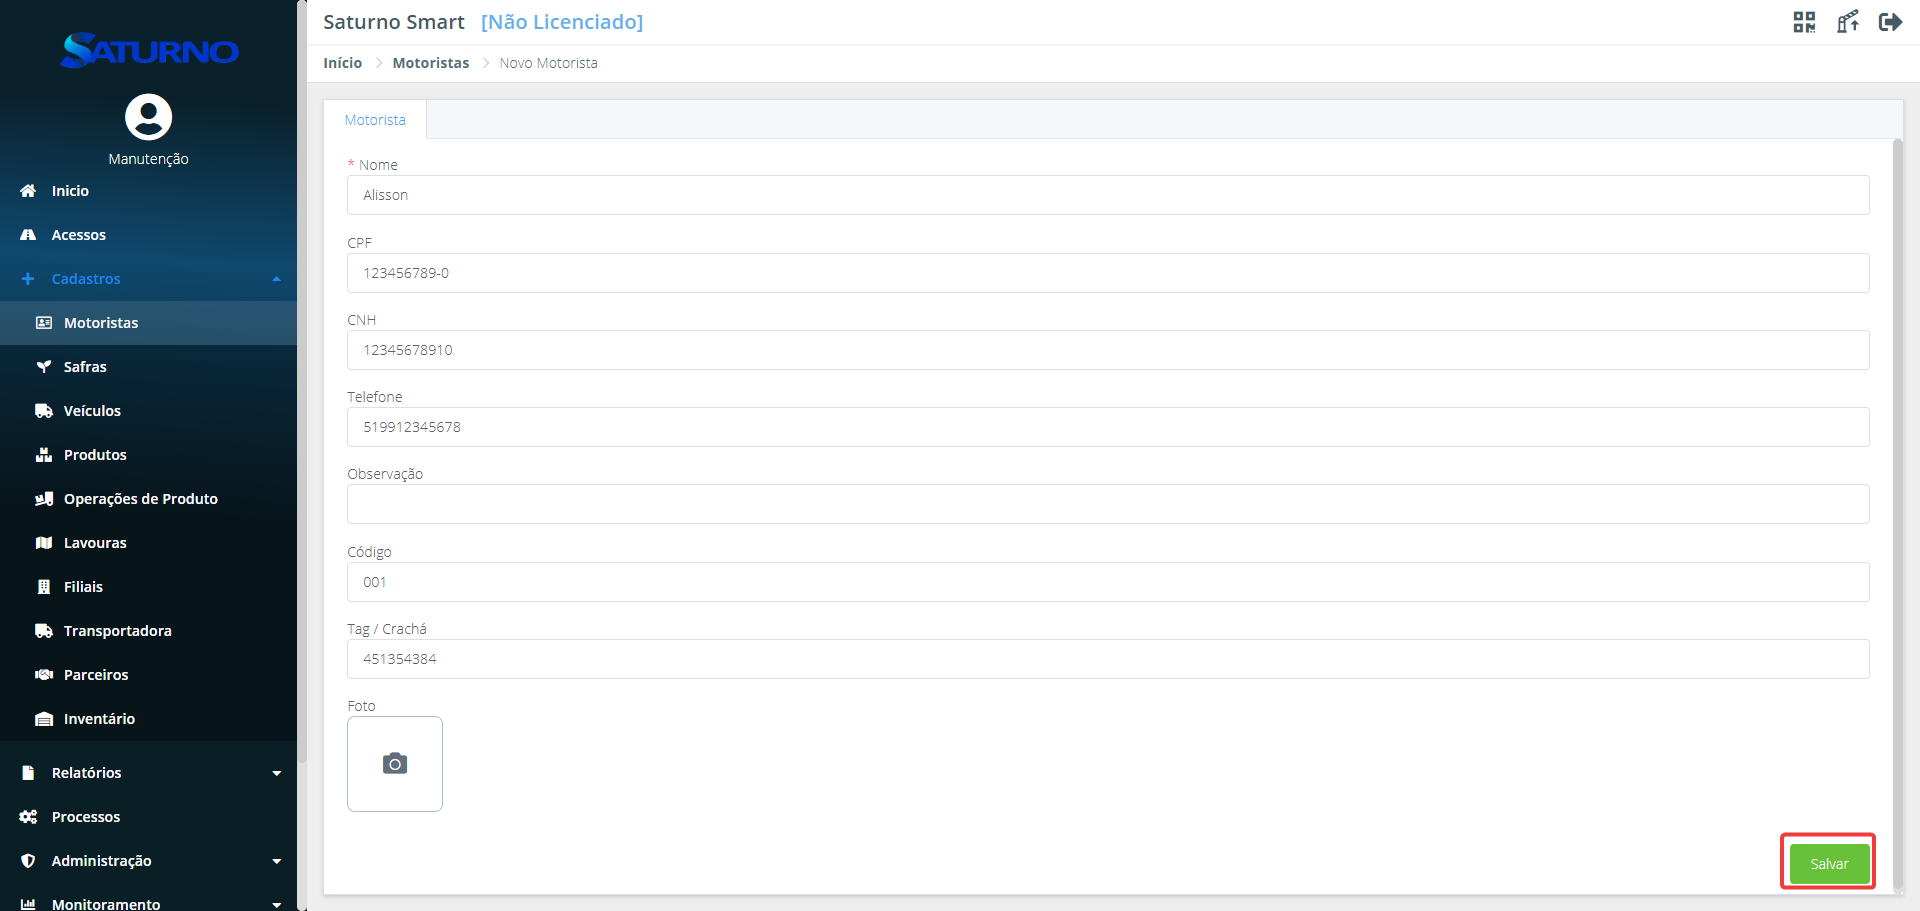 SATURNO
Manutenção
Inicio
Acessos
Cadastros
Motoristas
Safras
Veículos
Produtos
Operações de Produto
Lavouras
Filiais
Transportadora
Parceiros
Inventário
Relatórios
Processos
Administração
Monitoramento
Saturno Smart [Não Licenciado]
Início > Motoristas > Novo Motorista
Motorista
* Nome
Alisson
CPF
123456789-0
CNH
12345678910
Telefone
519912345678
Observação
Código
001
Tag / Crachá
451354384
Foto
Salvar